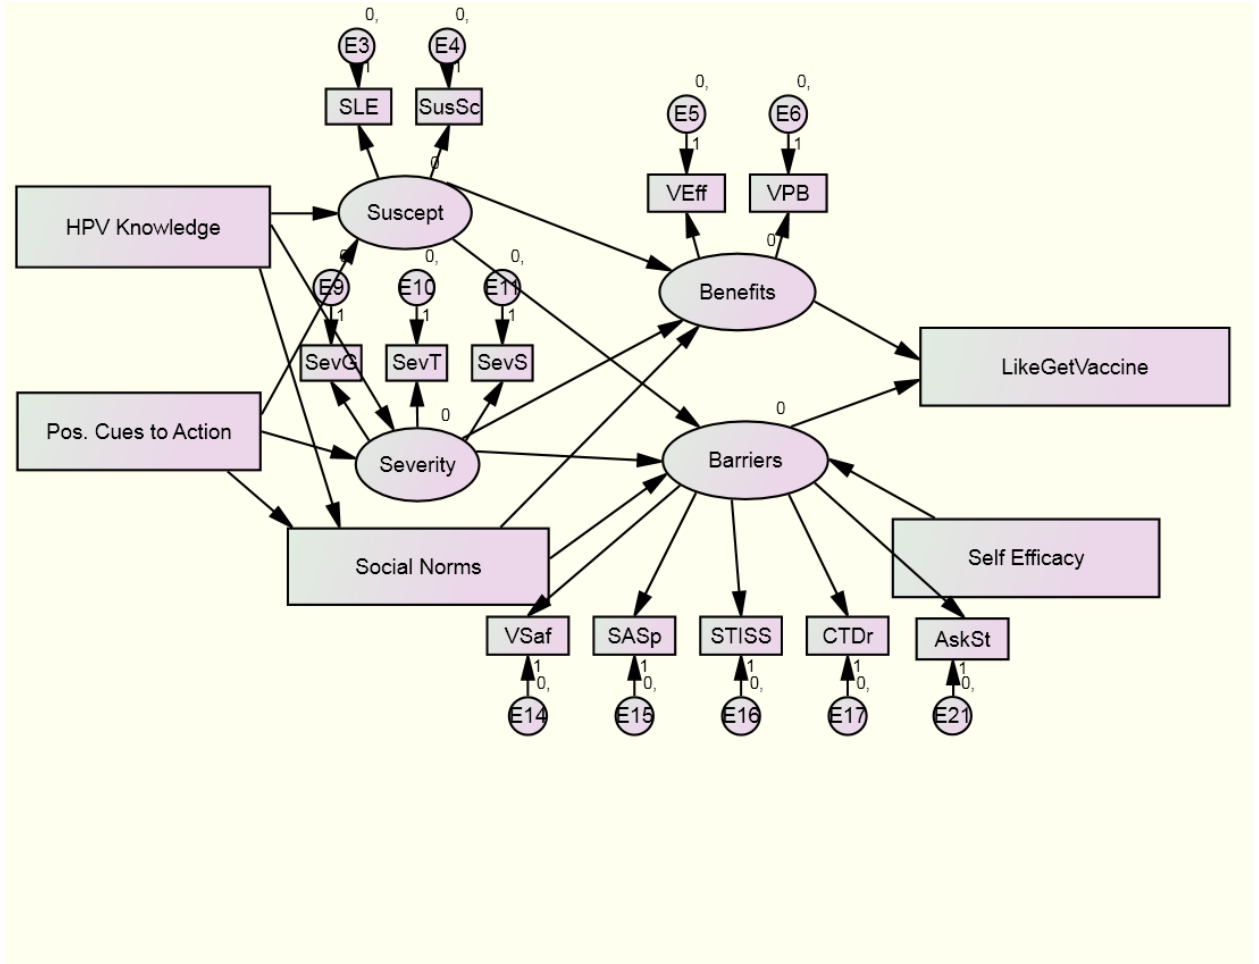 0,
0,
E3
E4
1
1
SLE
SusSc
0,
0,
E5
E6
1
1
VEff
VPB
0
Suscept
HPV Knowledge
0
Benefits
0,
0,
0,
E9
E10
E11
1
1
1
SevG
SevT
SevS
LikeGetVaccine
0
0
Pos. Cues to Action
Severity
Barriers
Social Norms
Self Efficacy
VSaf
SASp
STISS
CTDr
AskSt
1
1
1
1
1
0,
0,
0,
0,
0,
E14
E15
E16
E17
E21